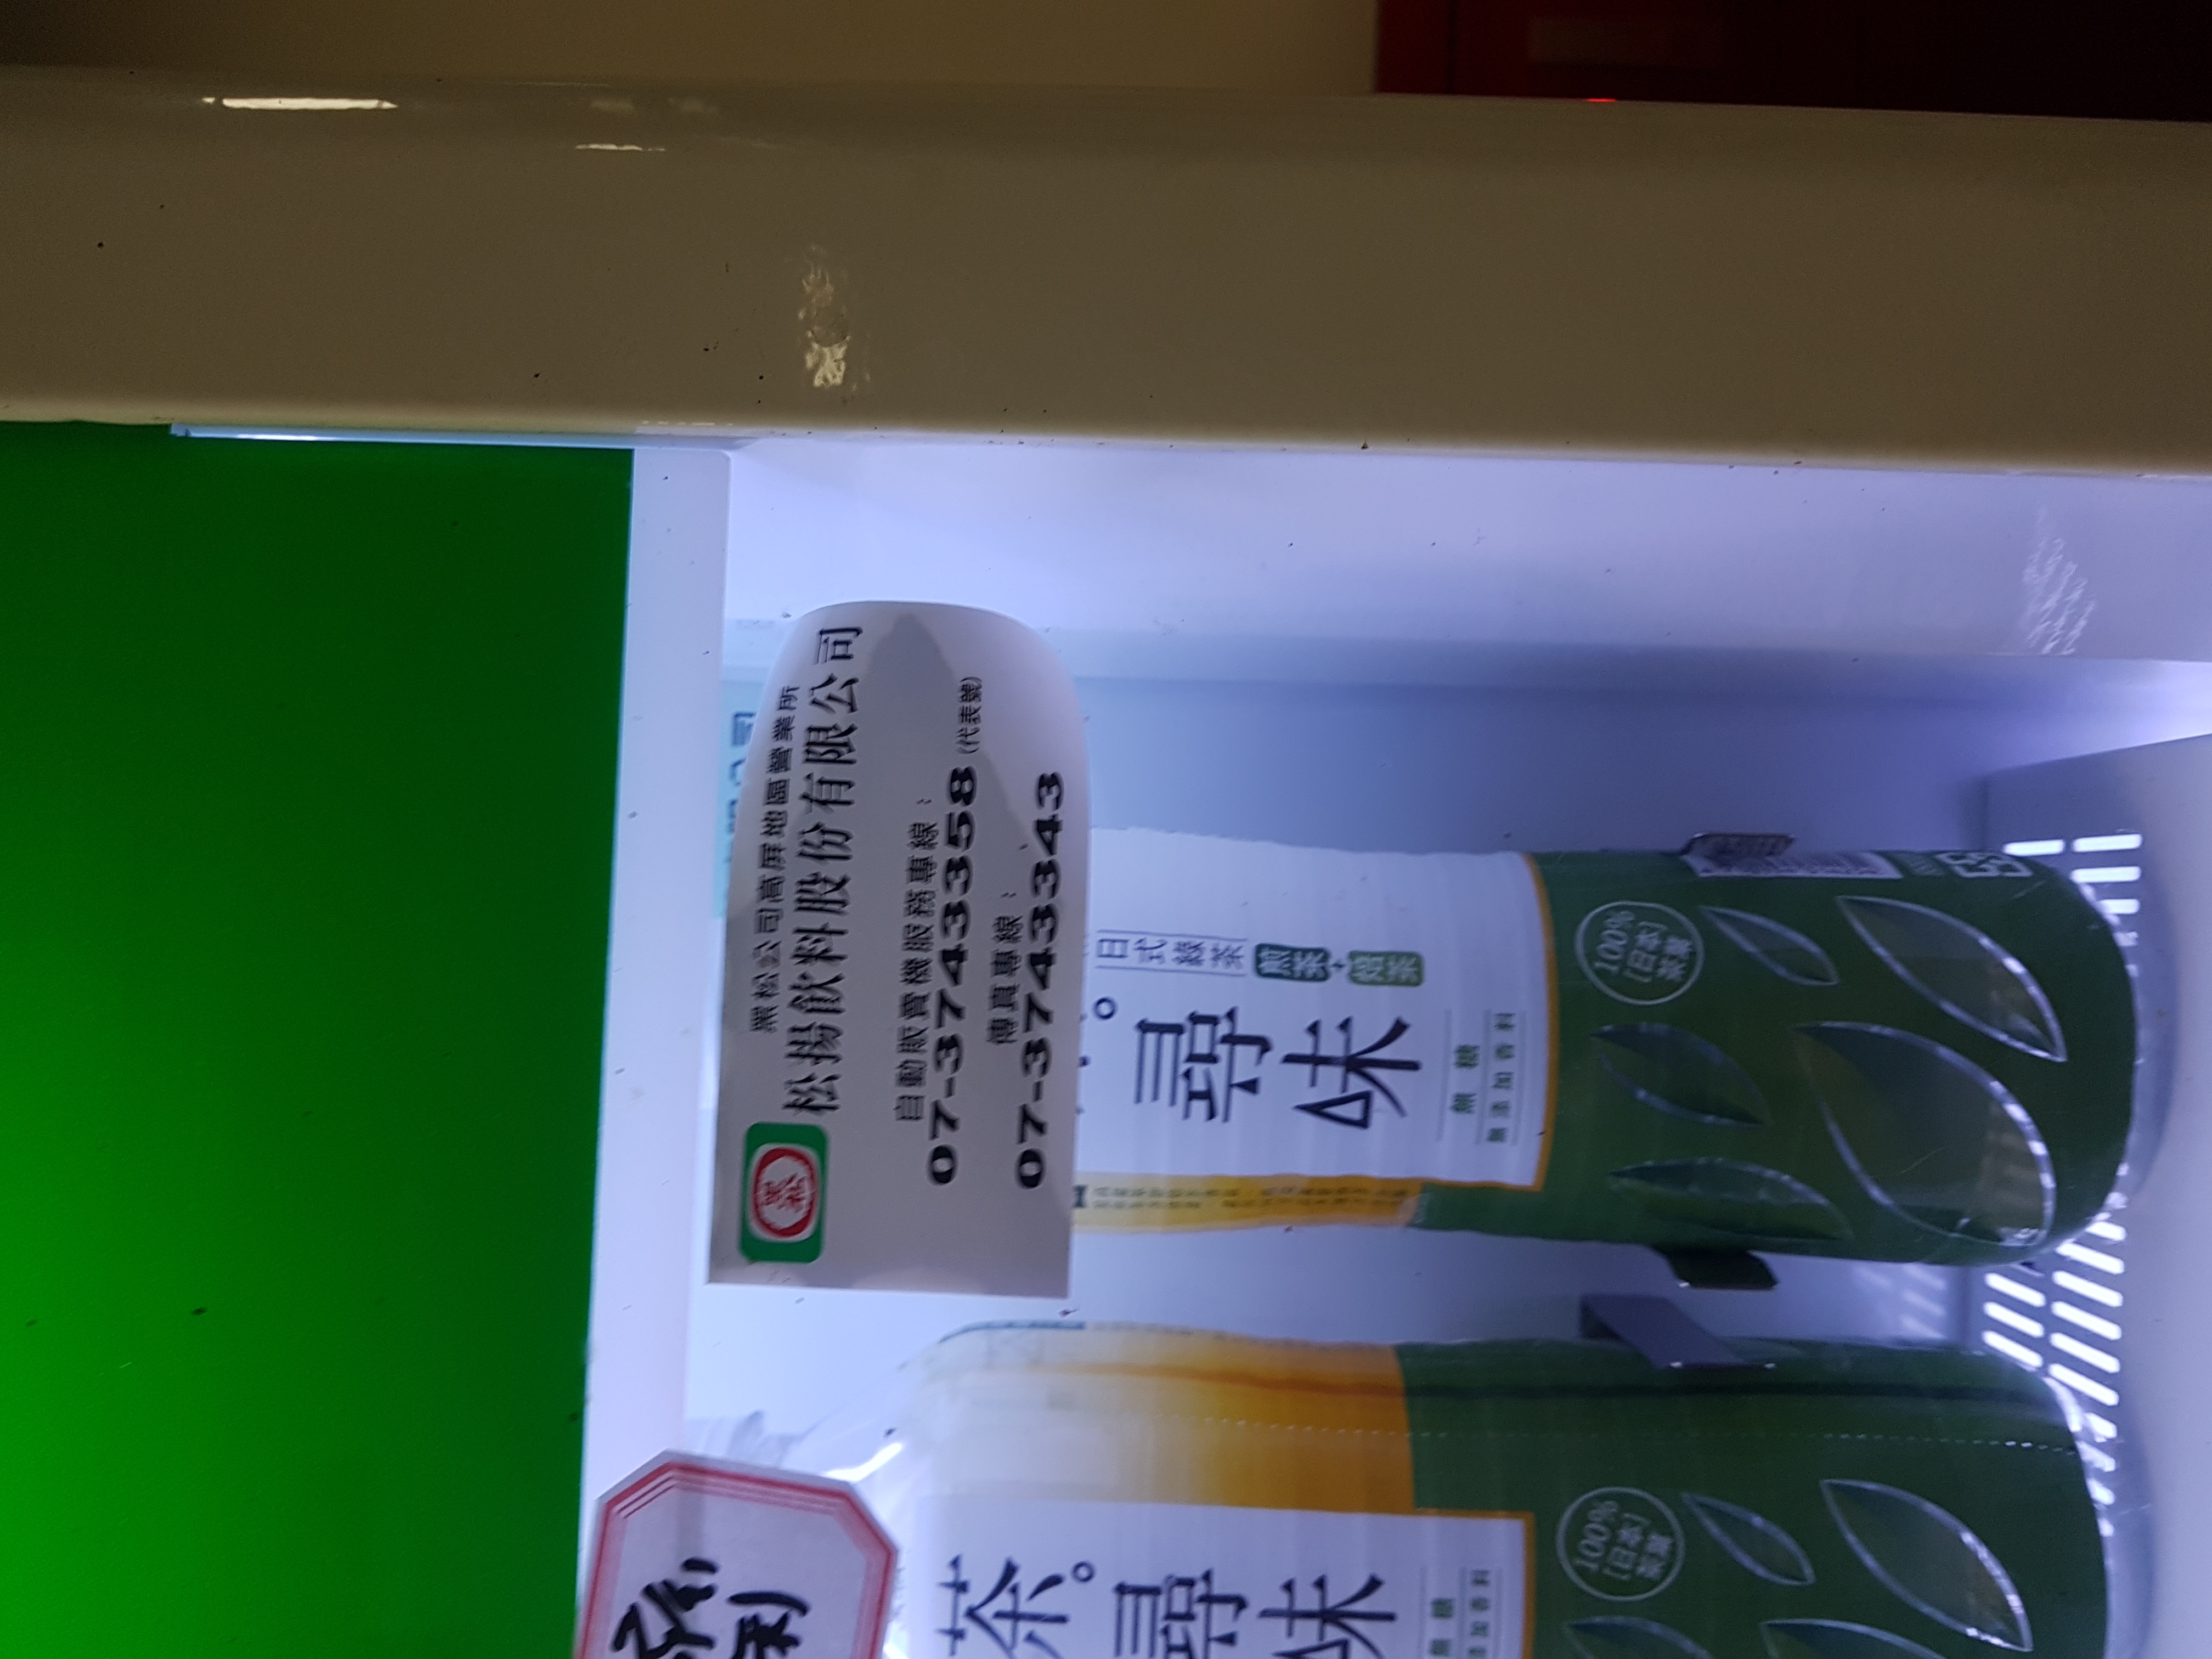 利
黑松
黑松公司高屏地區營業所
松揚飲料股份有限公司
自動販賣機服務專線：
07-3743358(代表號)
傳真專線：
07-3743343
茶。尋味
無糖
添加香料
100%
[日本]
茶葉
尋味
日式綠茶
煎茶+焙茶
無糖
無添加香料
100%
[日本]
茶葉